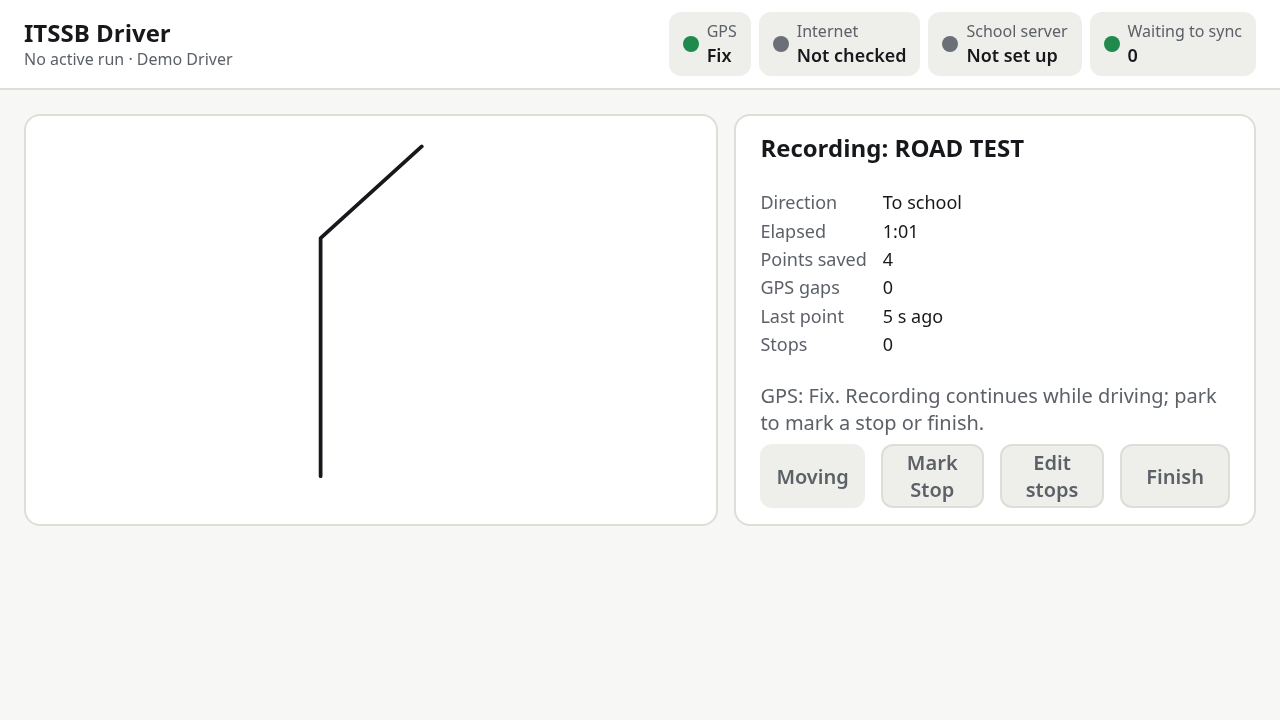 ITSSB Driver
No active run · Demo Driver
GPS
Fix
Internet
Not checked
School server
Not set up
Waiting to sync
0
Recording: ROAD TEST
Direction To school
Elapsed 1:01
Points saved 4
GPS gaps 0
Last point 5 s ago
Stops 0
GPS: Fix. Recording continues while driving; park
to mark a stop or finish.
Moving
Mark
Stop
Edit
stops
Finish